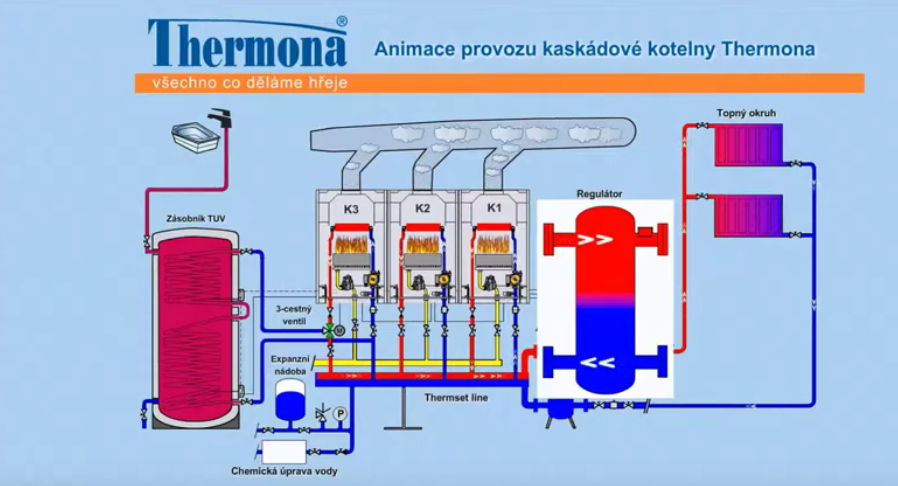 Thermona®
Animace provozu kaskádové kotelny Thermona
všechno co děláme hřeje
Topný okruh
Regulátor
Zásobník TUV
K3
K2
K1
3-cestný
ventil
M
Expanzní
nádoba
P
Thermset line
Chemická úprava vody